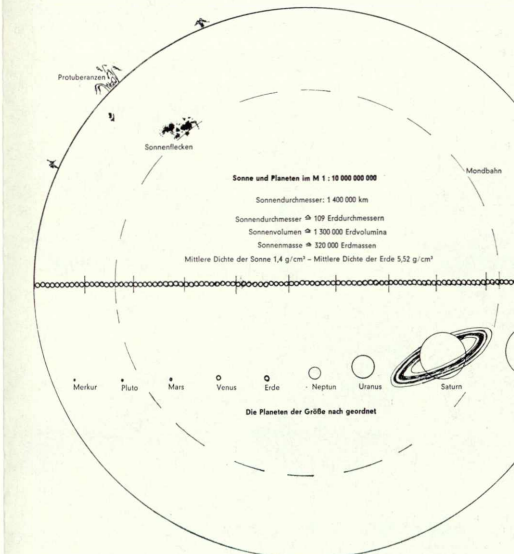 Protuberanzen
Sonnenflecken
Mondbahn
Sonne und Planeten im M 1 : 10 000 000 000
Sonnendurchmesser: 1 400 000 km
Sonnendurchmesser ≙ 109 Erddurchmessern
Sonnenvolumen ≙ 1 300 000 Erdvolumina
Sonnenmasse ≙ 320 000 Erdmassen
Mittlere Dichte der Sonne 1,4 g/cm³ – Mittlere Dichte der Erde 5,52 g/cm³
Merkur Pluto Mars Venus Erde Neptun Uranus Saturn
Die Planeten der Größe nach geordnet